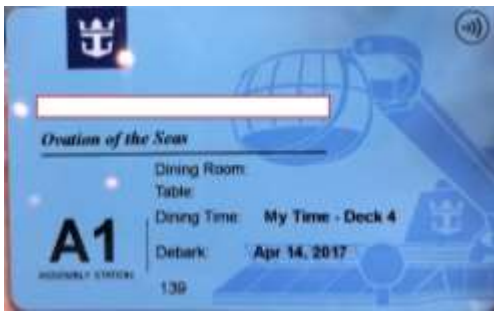 Ovation of the Seas
Dining Room:
Table:
Dining Time: My Time - Deck 4
A1
Debark: Apr 14, 2017
ASSEMBLY STATION
139